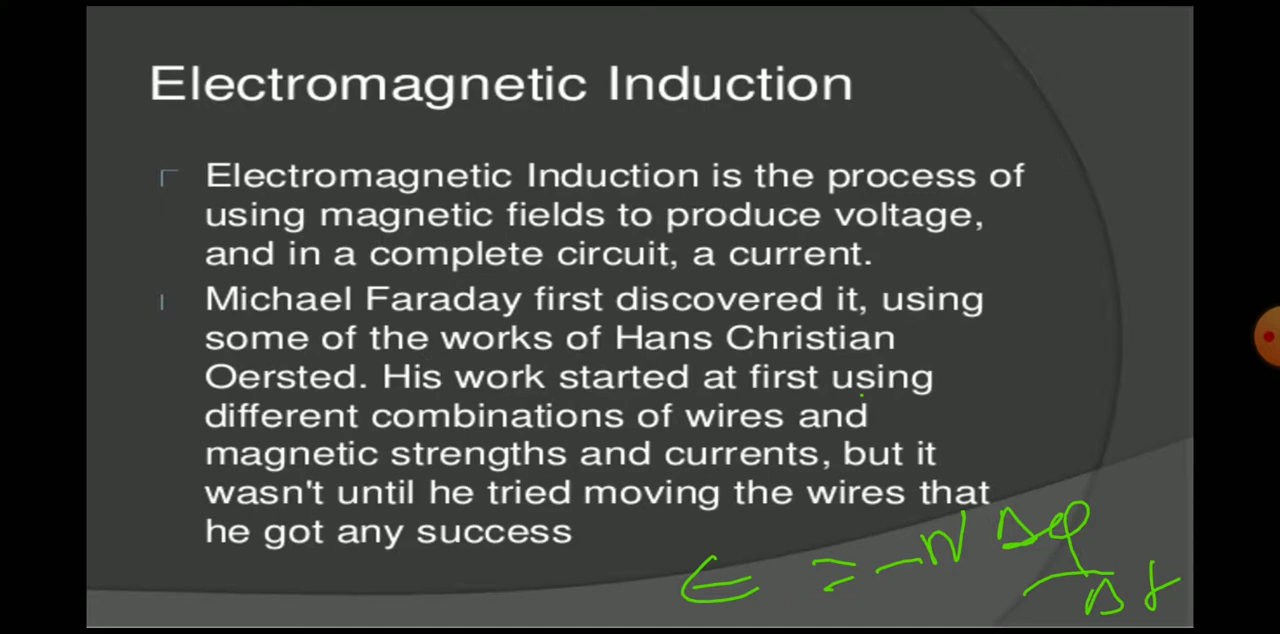 Electromagnetic Induction
Electromagnetic Induction is the process of
using magnetic fields to produce voltage,
and in a complete circuit, a current.
Michael Faraday first discovered it, using
some of the works of Hans Christian
Oersted. His work started at first using
different combinations of wires and
magnetic strengths and currents, but it
wasn't until he tried moving the wires that
he got any success
ε = -N Δφ
Δt